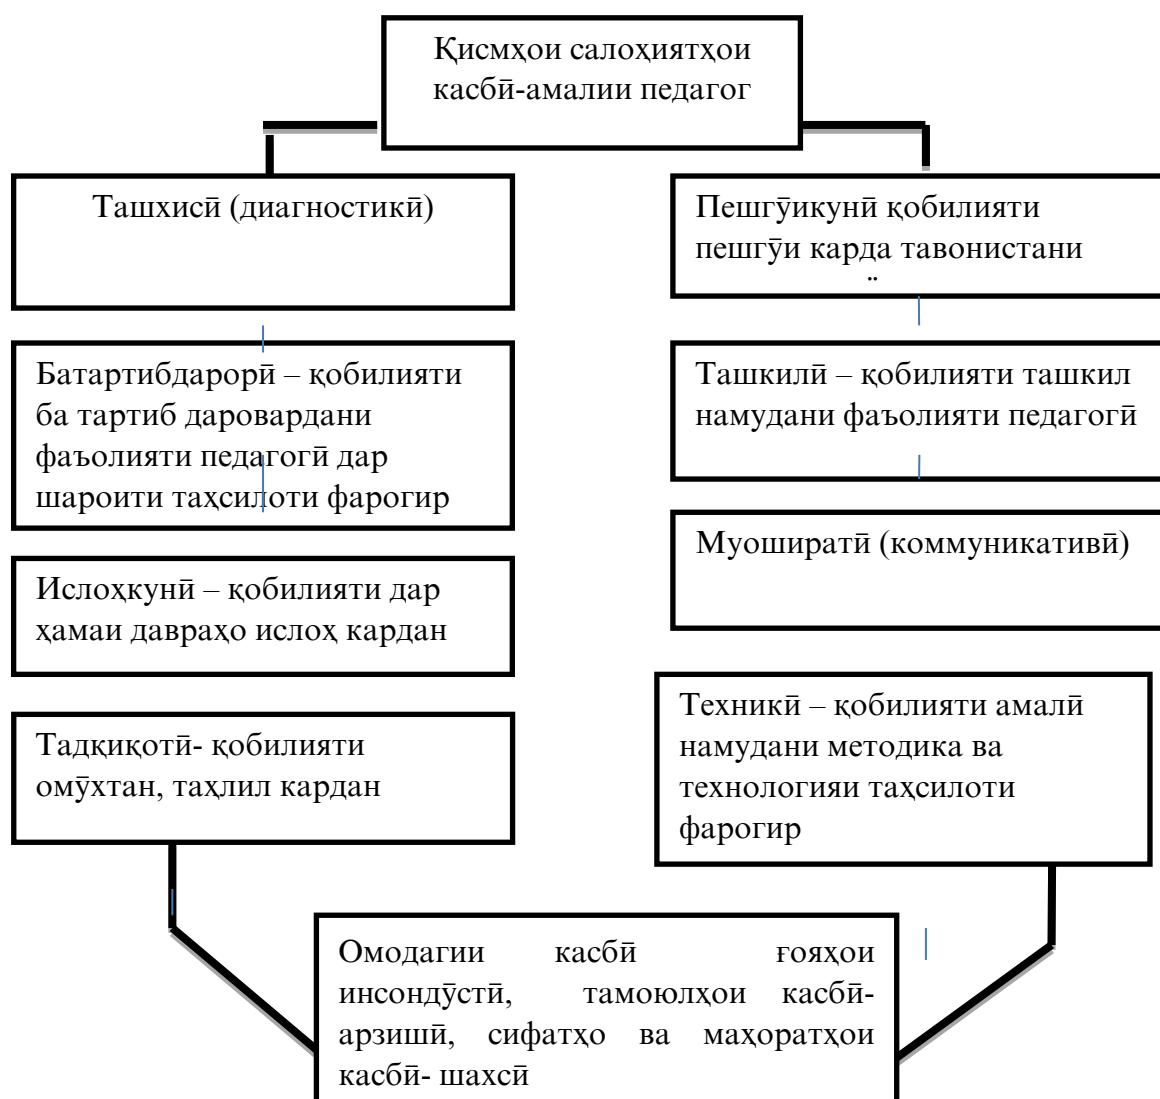 Қисмҳои салоҳиятҳои
касбӣ-амалии педагог
Ташхисӣ (диагностикӣ)
Пешгӯикунӣ қобилияти
пешгӯи карда тавонистани
Батартибдарорӣ – қобилияти
ба тартиб даровардани
фаъолияти педагогӣ дар
шароити таҳсилоти фарогир
Ташкилӣ – қобилияти ташкил
намудани фаъолияти педагогӣ
Муоширатӣ (коммуникативӣ)
Ислоҳкунӣ – қобилияти дар
ҳамаи давраҳо ислоҳ кардан
Техникӣ – қобилияти амалӣ
намудани методика ва
технологияи таҳсилоти
фарогир
Тадқиқотӣ- қобилияти
омӯхтан, таҳлил кардан
Омодагии касбӣ ғояҳои
инсондӯстӣ, тамоюлҳои касбӣ-
арзишӣ, сифатҳо ва маҳоратҳои
касбӣ- шахсӣ